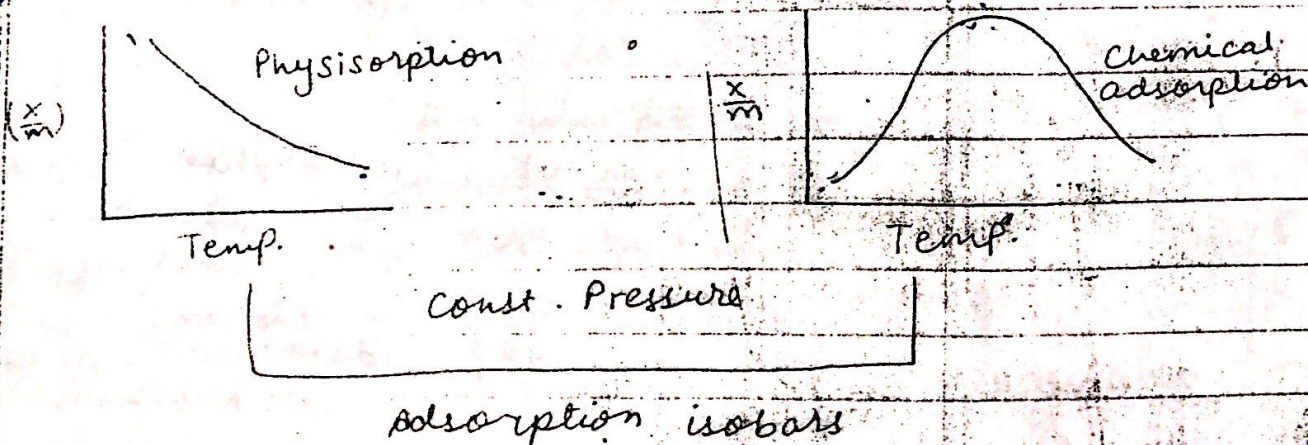 Physisorption
(x/m)
Temp.
x/m
Chemical
adsorption
Temp.
Const. Pressure
Adsorption isobars